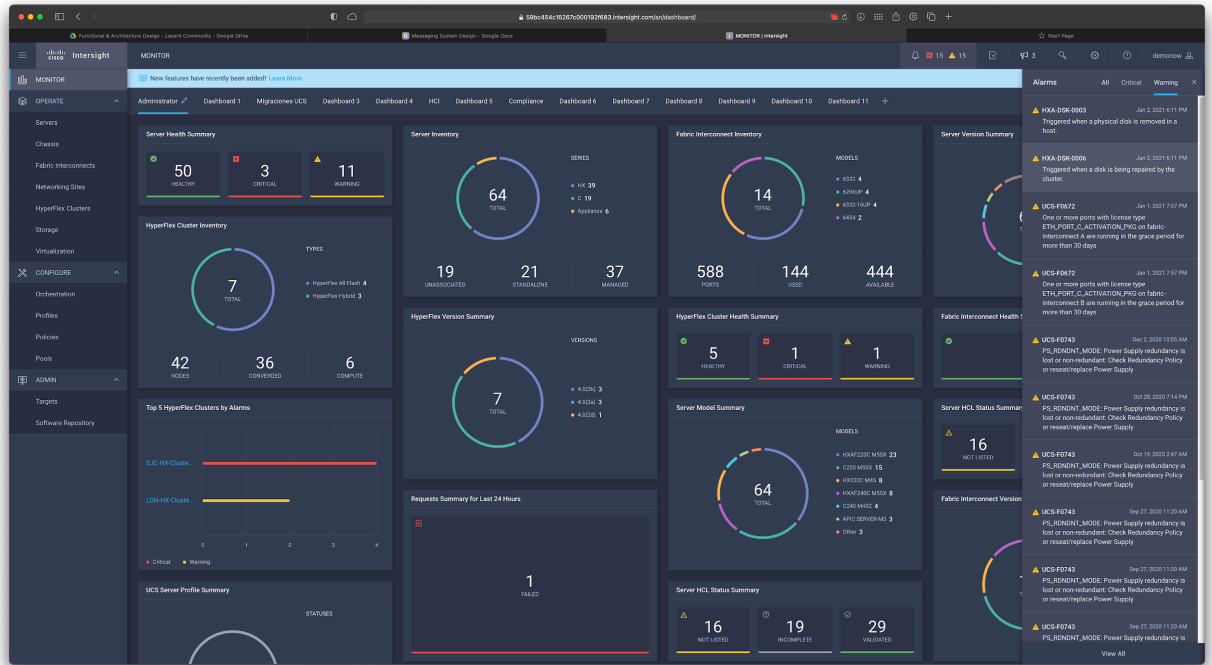 59bc454c16267c000192f683.intersight.com/an/dashboard/
Functional & Architecture Design - Layer5 Community - Google Drive
Messaging System Design - Google Docs
MONITOR | Intersight
Start Page
cisco Intersight
MONITOR
15
15
3
demonow
MONITOR
OPERATE
Servers
Chassis
Fabric Interconnects
Networking Sites
HyperFlex Clusters
Storage
Virtualization
CONFIGURE
Orchestration
Profiles
Policies
Pools
ADMIN
Targets
Software Repository
New features have recently been added! Learn More
Administrator
Dashboard 1
Migraciones UCS
Dashboard 3
Dashboard 4
HCI
Dashboard 5
Compliance
Dashboard 6
Dashboard 7
Dashboard 8
Dashboard 9
Dashboard 10
Dashboard 11
Server Health Summary
50
HEALTHY
3
CRITICAL
11
WARNING
HyperFlex Cluster Inventory
TYPES
7
TOTAL
HyperFlex All Flash 4
HyperFlex Hybrid 3
42
NODES
36
CONVERGED
6
COMPUTE
Top 5 HyperFlex Clusters by Alarms
SJC-HX-Cluste...
LON-HX-Cluste...
0 1 2 3 4
Critical Warning
UCS Server Profile Summary
STATUSES
Server Inventory
SERIES
64
TOTAL
HX 39
C 19
Appliance 6
19
UNASSOCIATED
21
STANDALONE
37
MANAGED
HyperFlex Version Summary
VERSIONS
7
TOTAL
4.0(2b) 3
4.0(2a) 3
4.0(2d) 1
Requests Summary for Last 24 Hours
1
FAILED
Fabric Interconnect Inventory
MODELS
14
TOTAL
6332 4
6296UP 4
6332-16UP 4
6454 2
588
PORTS
144
USED
444
AVAILABLE
HyperFlex Cluster Health Summary
5
HEALTHY
1
CRITICAL
1
WARNING
Server Model Summary
MODELS
64
TOTAL
HXAF220C M5SX 23
C220 M5SX 15
HX220C M4S 8
HXAF240C M5SX 8
C240 M4S2 4
APIC SERVER-M3 3
Other 3
Server HCL Status Summary
16
NOT LISTED
19
INCOMPLETE
29
VALIDATED
Server Version Summary
Fabric Interconnect Health
Server HCL Status Summary
16
NOT LISTED
Fabric Interconnect Version
Alarms
All
Critical
Warning
HXA-DSK-0003
Jan 2, 2021 6:11 PM
Triggered when a physical disk is removed in a
host.
HXA-DSK-0006
Jan 2, 2021 6:11 PM
Triggered when a disk is being repaired by the
cluster.
UCS-F0672
Jan 1, 2021 7:57 PM
One or more ports with license type
ETH_PORT_C_ACTIVATION_PKG on fabric-
interconnect A are running in the grace period for
more than 30 days
UCS-F0672
Jan 1, 2021 7:57 PM
One or more ports with license type
ETH_PORT_C_ACTIVATION_PKG on fabric-
interconnect B are running in the grace period for
more than 30 days
UCS-F0743
Dec 2, 2020 10:05 AM
PS_RDNDNT_MODE: Power Supply redundancy is
lost or non-redundant: Check Redundancy Policy
or reseat/replace Power Supply
UCS-F0743
Oct 28, 2020 7:14 PM
PS_RDNDNT_MODE: Power Supply redundancy is
lost or non-redundant: Check Redundancy Policy
or reseat/replace Power Supply
UCS-F0743
Oct 19, 2020 2:47 AM
PS_RDNDNT_MODE: Power Supply redundancy is
lost or non-redundant: Check Redundancy Policy
or reseat/replace Power Supply
UCS-F0743
Sep 27, 2020 11:20 AM
PS_RDNDNT_MODE: Power Supply redundancy is
lost or non-redundant: Check Redundancy Policy
or reseat/replace Power Supply
UCS-F0743
Sep 27, 2020 11:20 AM
PS_RDNDNT_MODE: Power Supply redundancy is
lost or non-redundant: Check Redundancy Policy
or reseat/replace Power Supply
UCS-F0743
Sep 27, 2020 11:20 AM
PS_RDNDNT_MODE: Power Supply redundancy is
View All